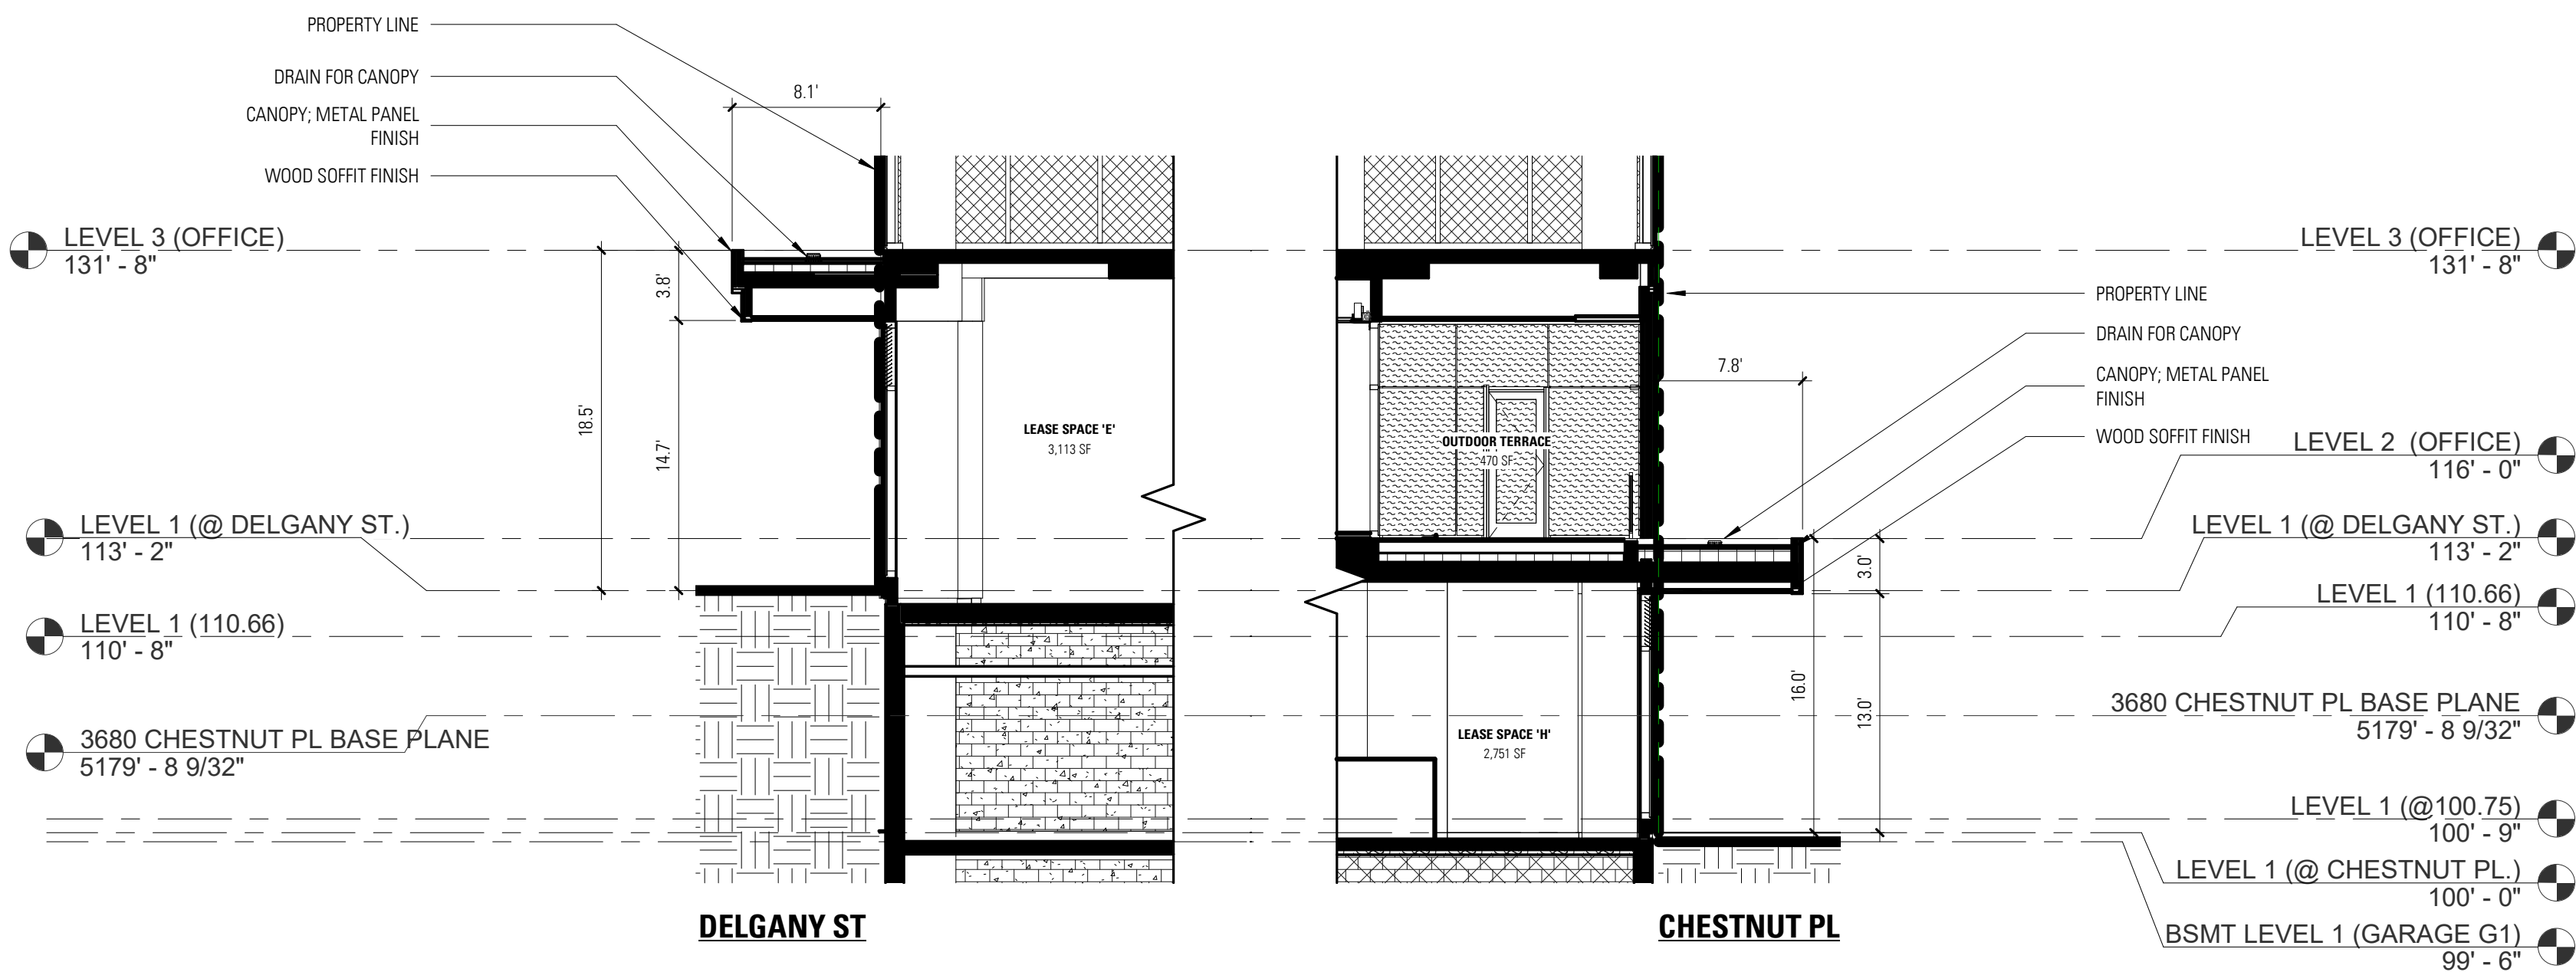 PROPERTY LINE
DRAIN FOR CANOPY
CANOPY; METAL PANEL
FINISH
WOOD SOFFIT FINISH
8.1'
LEVEL 3 (OFFICE)
131' - 8"
3.8'
18.5'
14.7'
LEVEL 1 (@ DELGANY ST.)
113' - 2"
LEVEL 1 (110.66)
110' - 8"
3680 CHESTNUT PL BASE PLANE
5179' - 8 9/32"
LEASE SPACE 'E'
3,113 SF
DELGANY ST
OUTDOOR TERRACE
470 SF
LEASE SPACE 'H'
2,751 SF
7.8'
3.0'
16.0'
13.0'
CHESTNUT PL
LEVEL 3 (OFFICE)
131' - 8"
PROPERTY LINE
DRAIN FOR CANOPY
CANOPY; METAL PANEL
FINISH
WOOD SOFFIT FINISH
LEVEL 2 (OFFICE)
116' - 0"
LEVEL 1 (@ DELGANY ST.)
113' - 2"
LEVEL 1 (110.66)
110' - 8"
3680 CHESTNUT PL BASE PLANE
5179' - 8 9/32"
LEVEL 1 (@100.75)
100' - 9"
LEVEL 1 (@ CHESTNUT PL.)
100' - 0"
BSMT LEVEL 1 (GARAGE G1)
99' - 6"